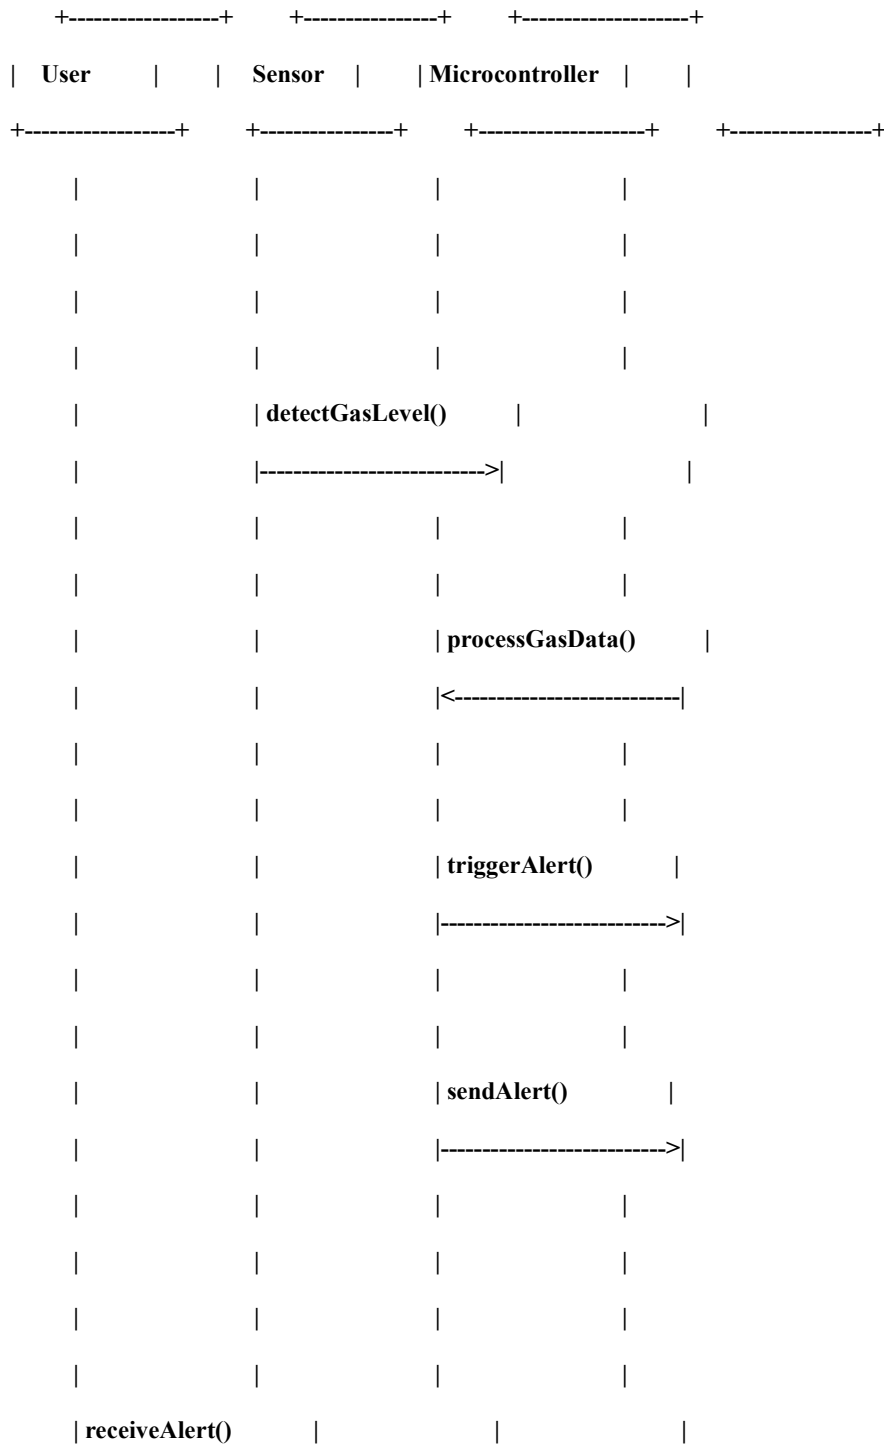 +------------------+ +----------------+ +--------------------+
| User | | Sensor | | Microcontroller | |
+------------------+ +----------------+ +--------------------+ +-----------------+
| | | |
| | | |
| | | |
| | | |
| | detectGasLevel() | |
| |--------------------------->| |
| | | |
| | | |
| | | processGasData() |
| | |<---------------------------|
| | | |
| | | |
| | | triggerAlert() |
| | |--------------------------->|
| | | |
| | | |
| | | sendAlert() |
| | |--------------------------->|
| | | |
| | | |
| | | |
| | | |
| receiveAlert() | | |